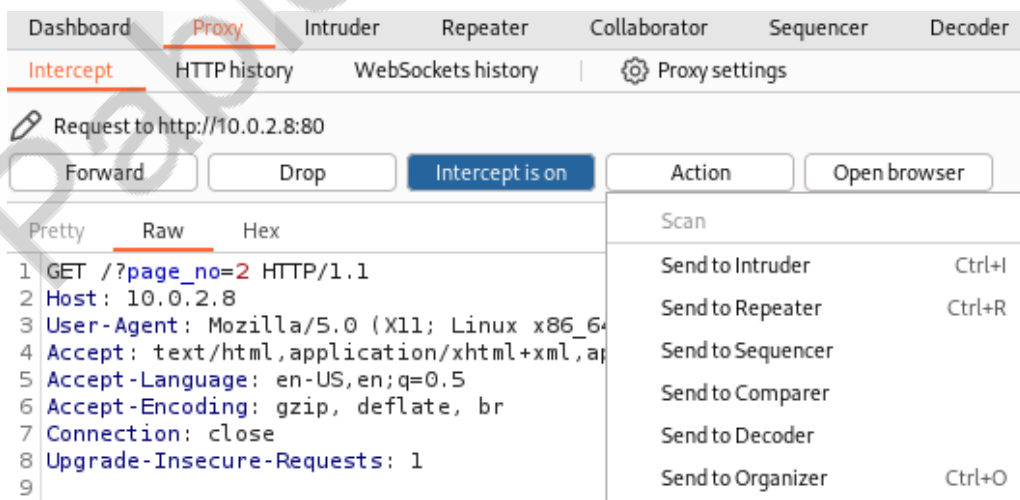 Dashboard Proxy Intruder Repeater Collaborator Sequencer Decoder
Intercept HTTP history WebSockets history Proxy settings
Request to http://10.0.2.8:80
Forward Drop Intercept is on Action Open browser
Pretty Raw Hex
1 GET /?page_no=2 HTTP/1.1
2 Host: 10.0.2.8
3 User-Agent: Mozilla/5.0 (X11; Linux x86_64
4 Accept: text/html,application/xhtml+xml,ap
5 Accept-Language: en-US,en;q=0.5
6 Accept-Encoding: gzip, deflate, br
7 Connection: close
8 Upgrade-Insecure-Requests: 1
9
Scan
Send to Intruder Ctrl+I
Send to Repeater Ctrl+R
Send to Sequencer
Send to Comparer
Send to Decoder
Send to Organizer Ctrl+O